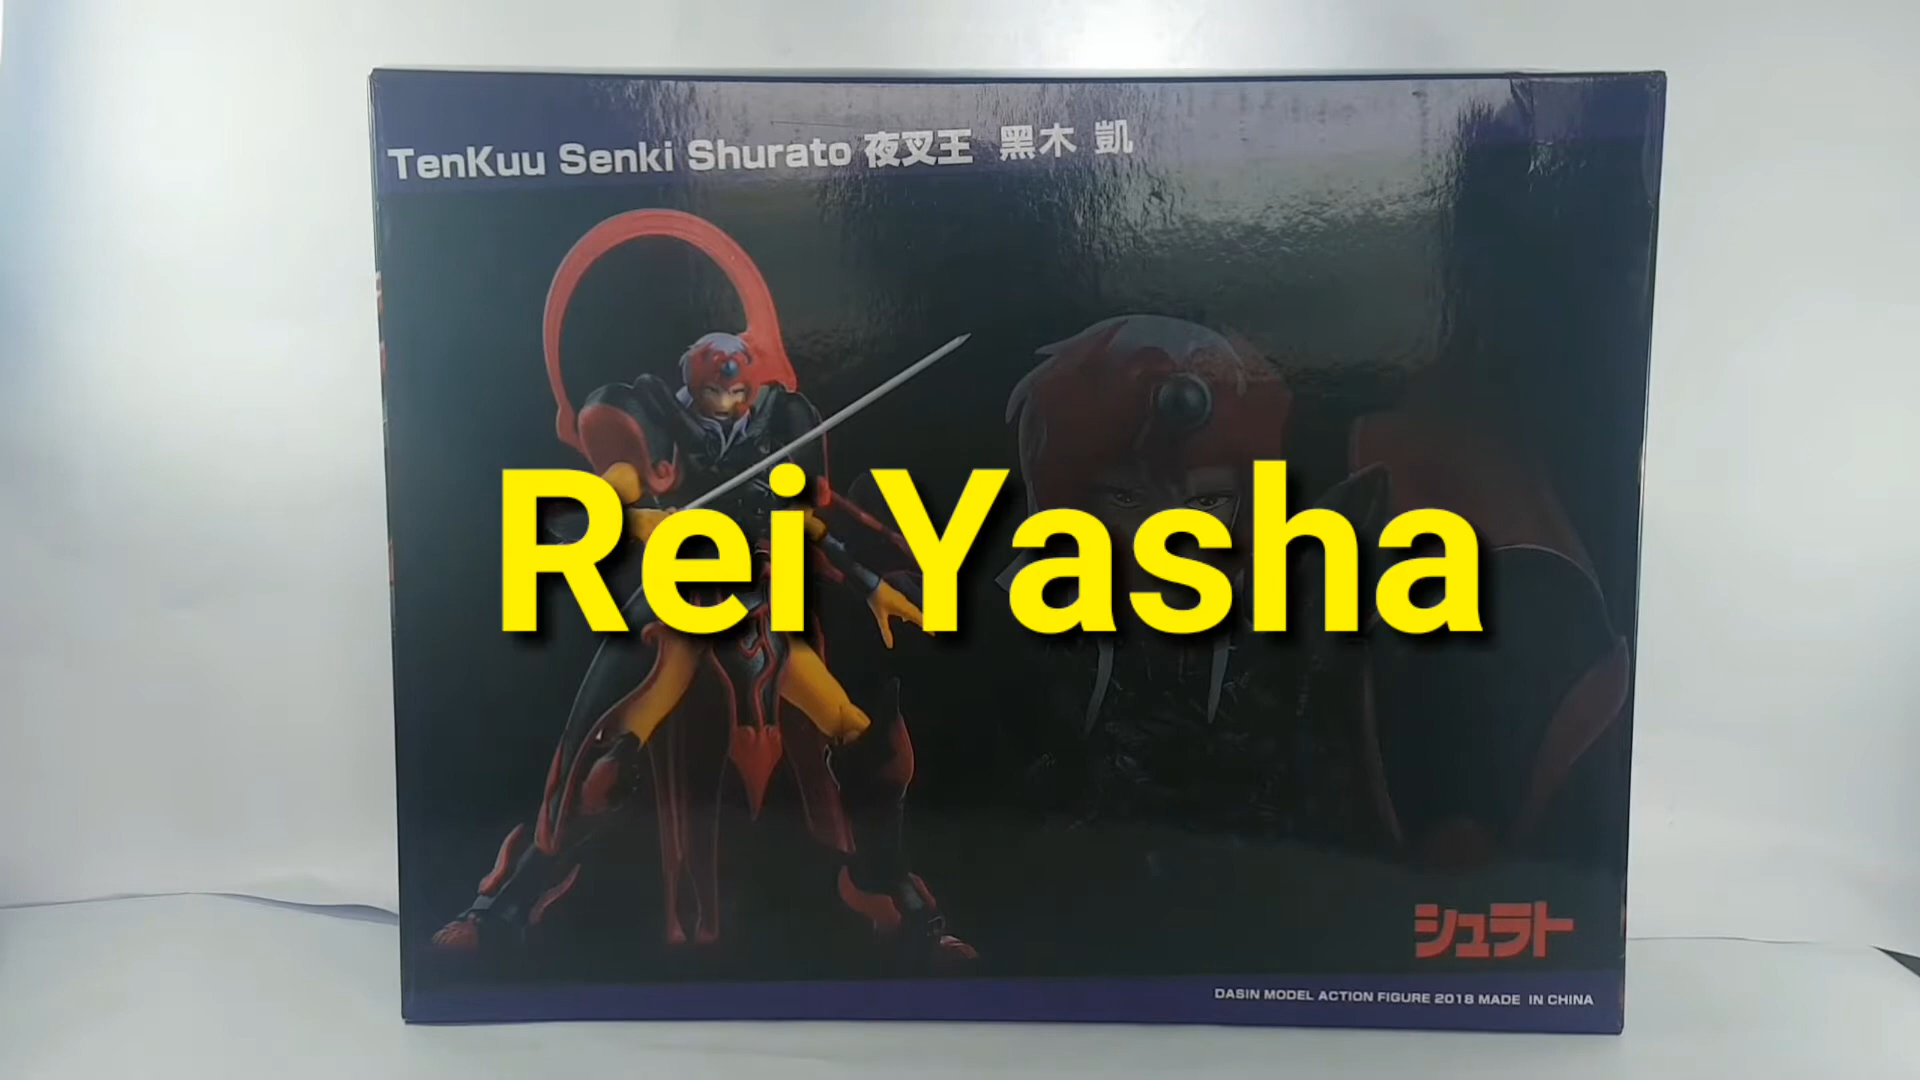 TenKuu Senki Shurato 夜叉王 黑木 凱
Rei Yasha
シュラト
DASIN MODEL ACTION FIGURE 2018 MADE IN CHINA